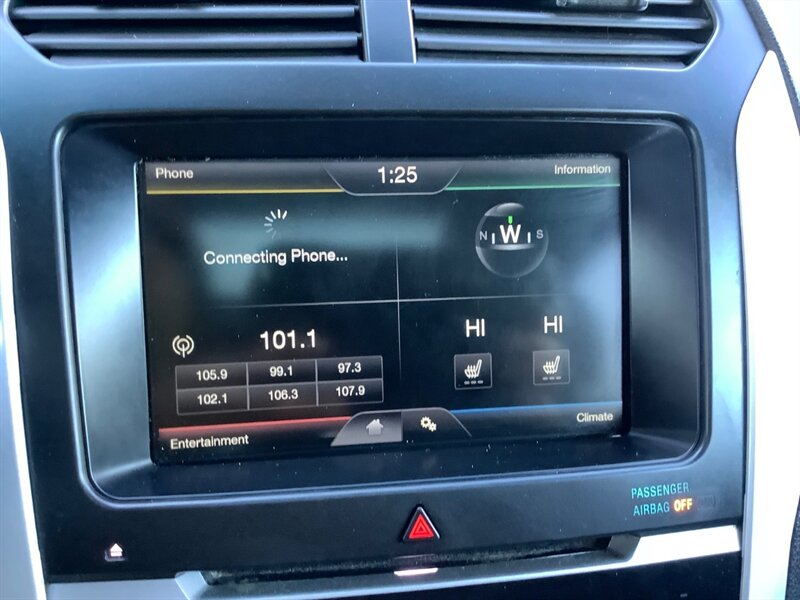 Phone 1:25 Information
Connecting Phone...
N W S
101.1
HI HI
105.9 99.1 97.3
102.1 106.3 107.9
Entertainment Climate
PASSENGER
AIRBAG OFF